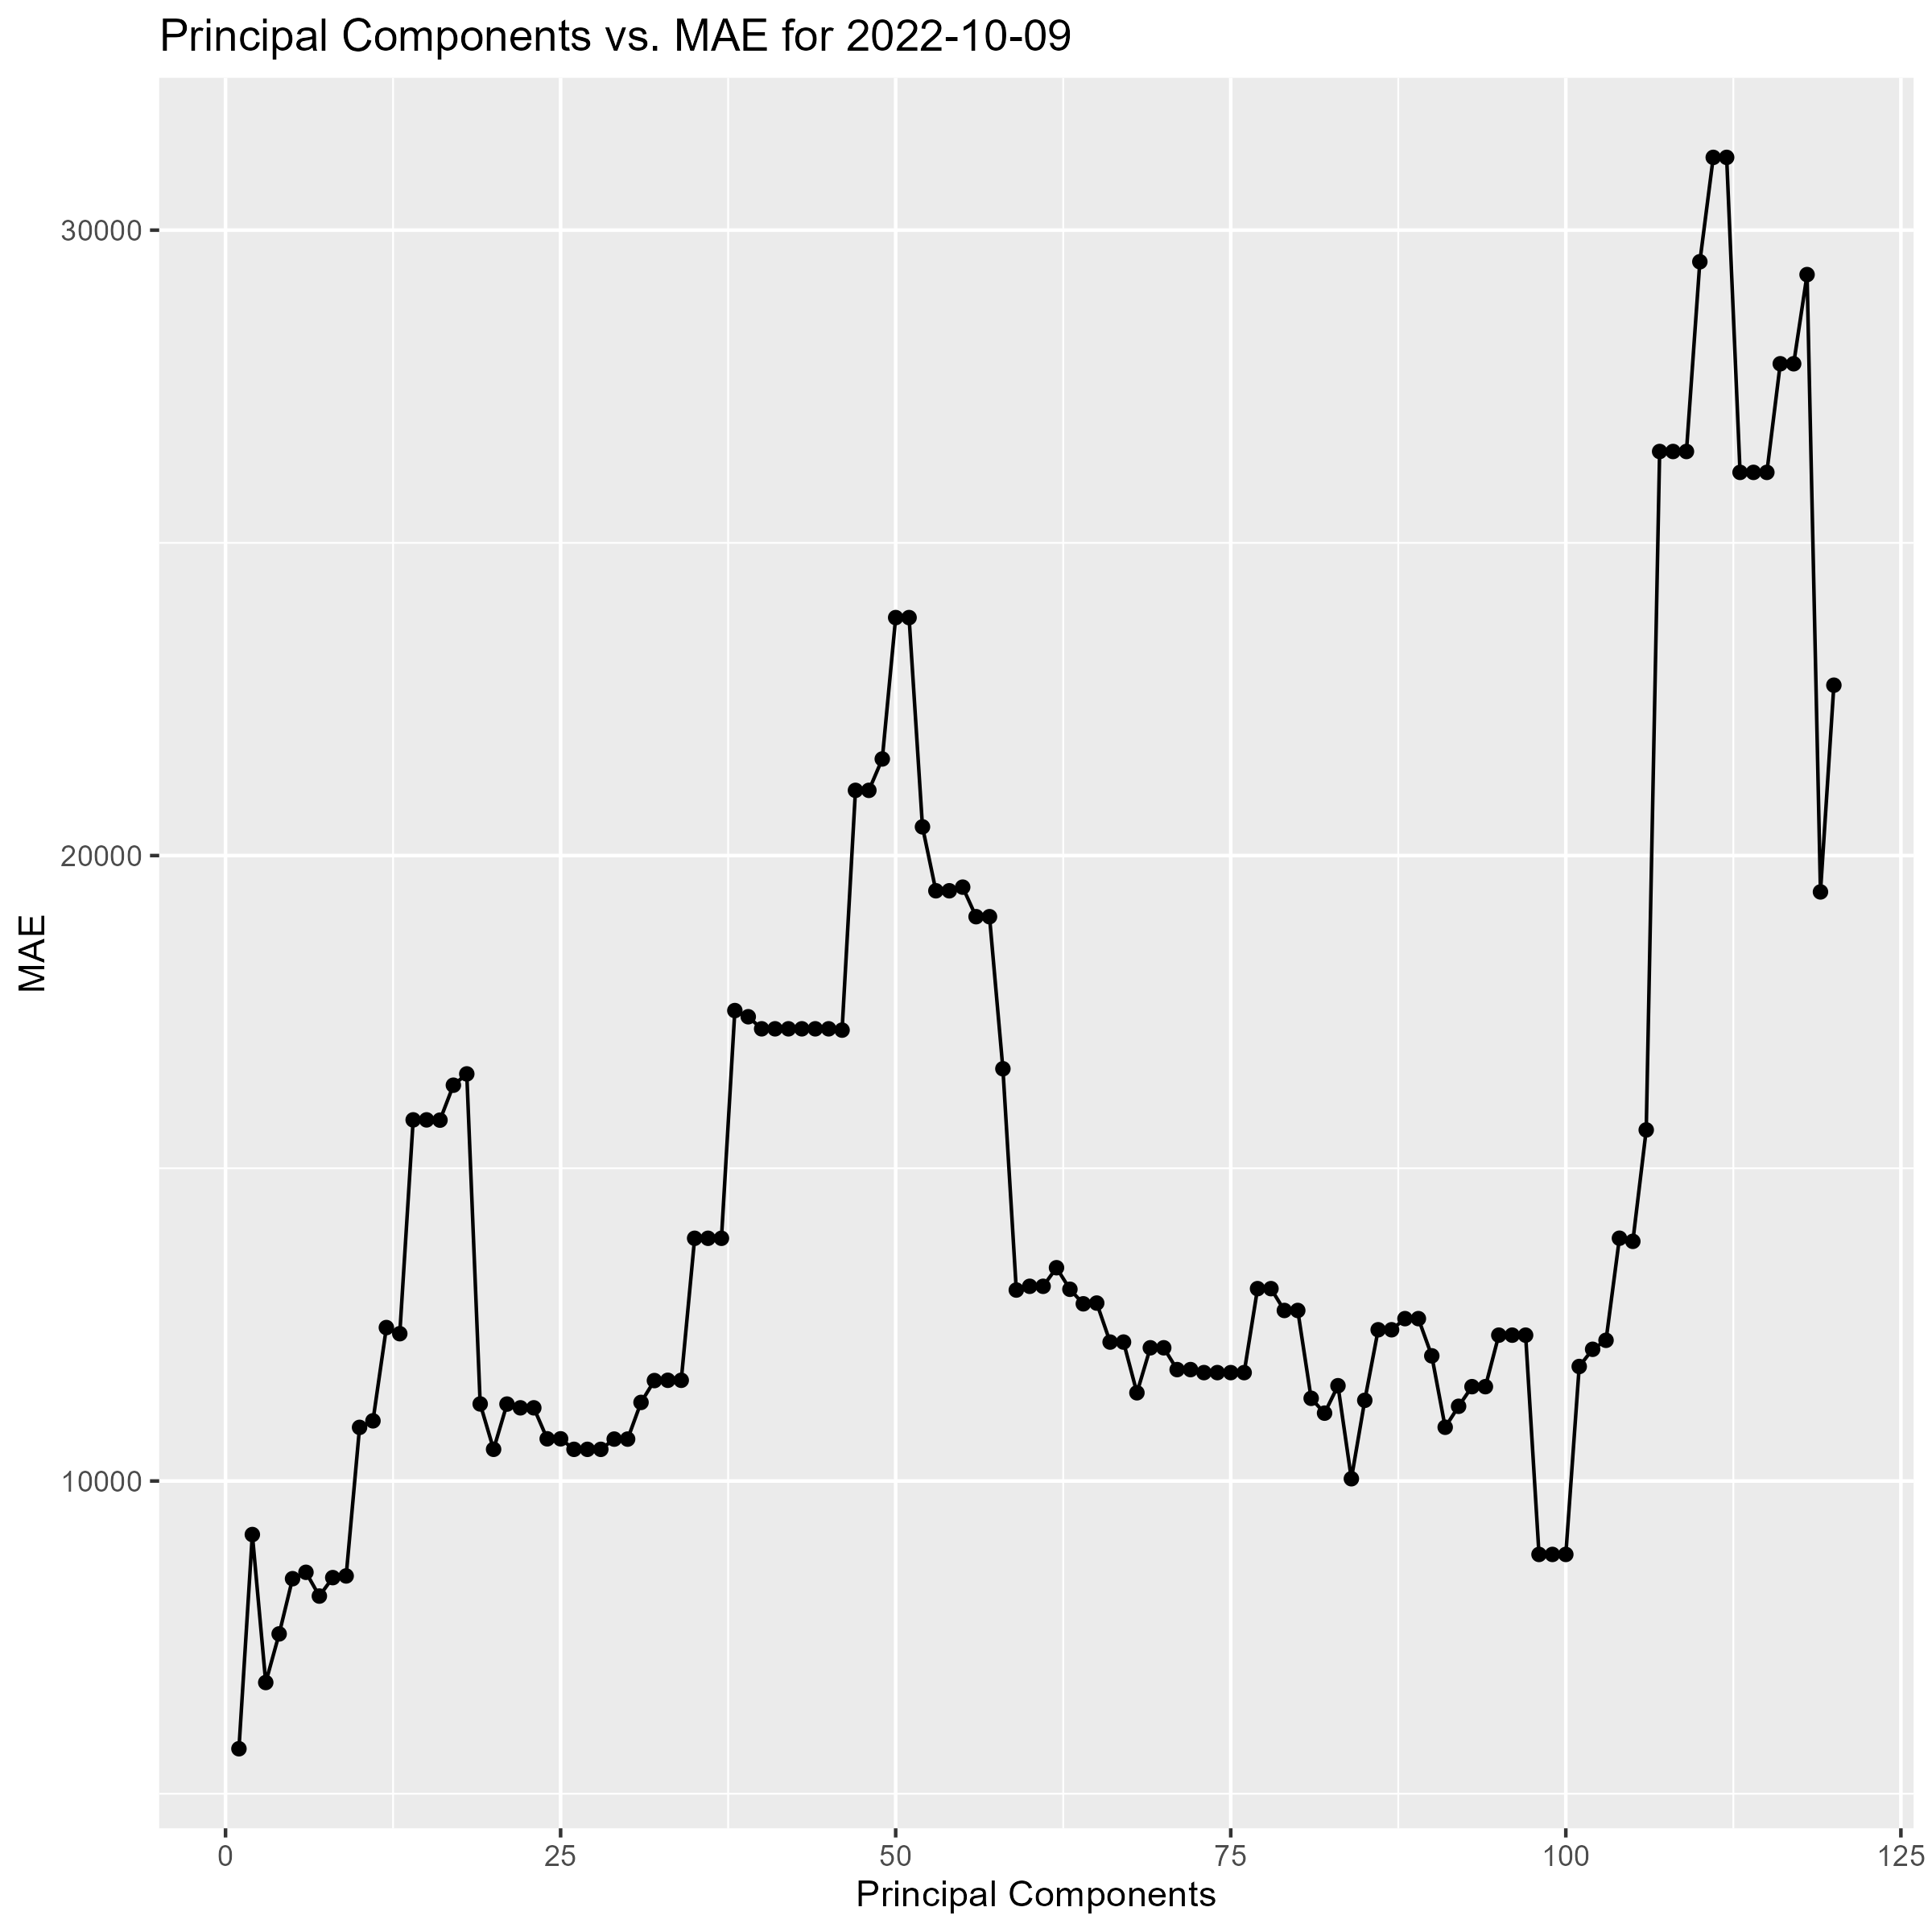 Principal Components vs. MAE for 2022-10-09
30000
20000
10000
MAE
0 25 50 75 100 125
Principal Components